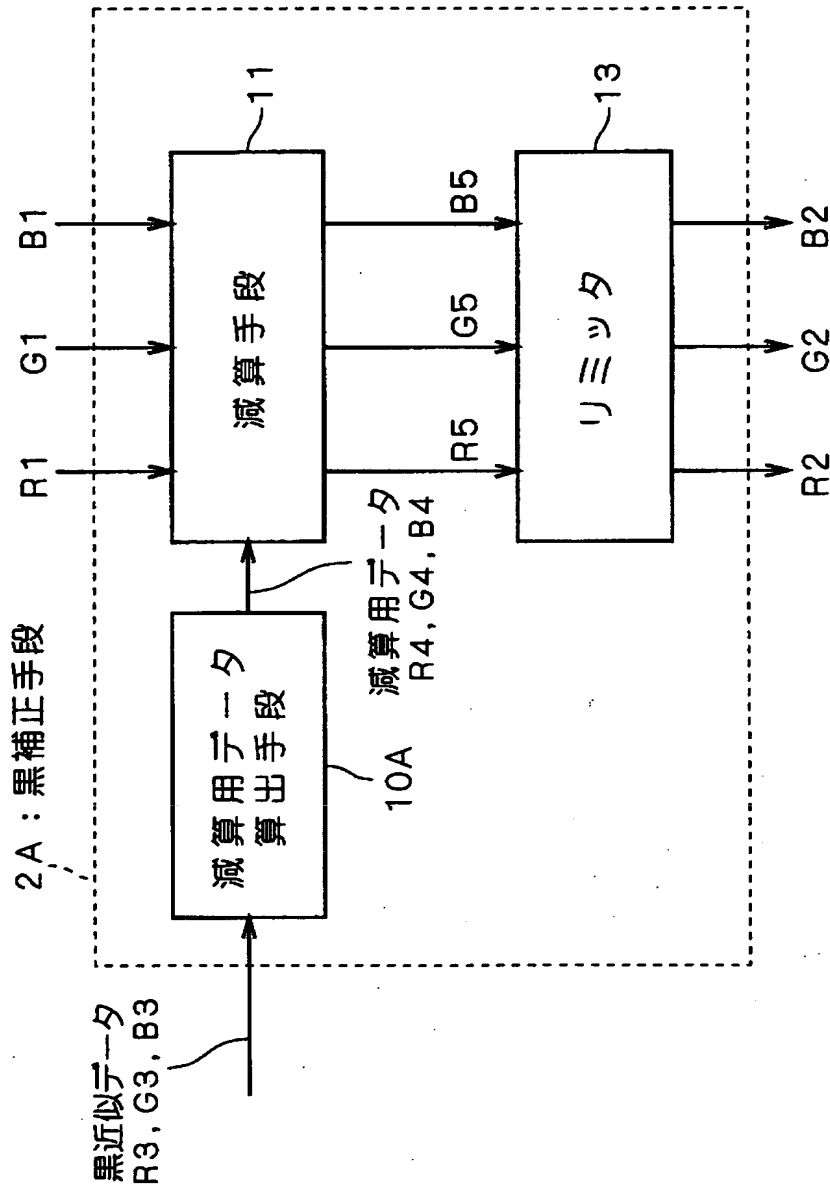 2A：黒補正手段
黒近似データ
R3, G3, B3
減算用データ
算出手段
10A
減算用データ
R4, G4, B4
R1
G1
B1
減算手段
11
R5
G5
B5
リミッタ
13
R2
G2
B2